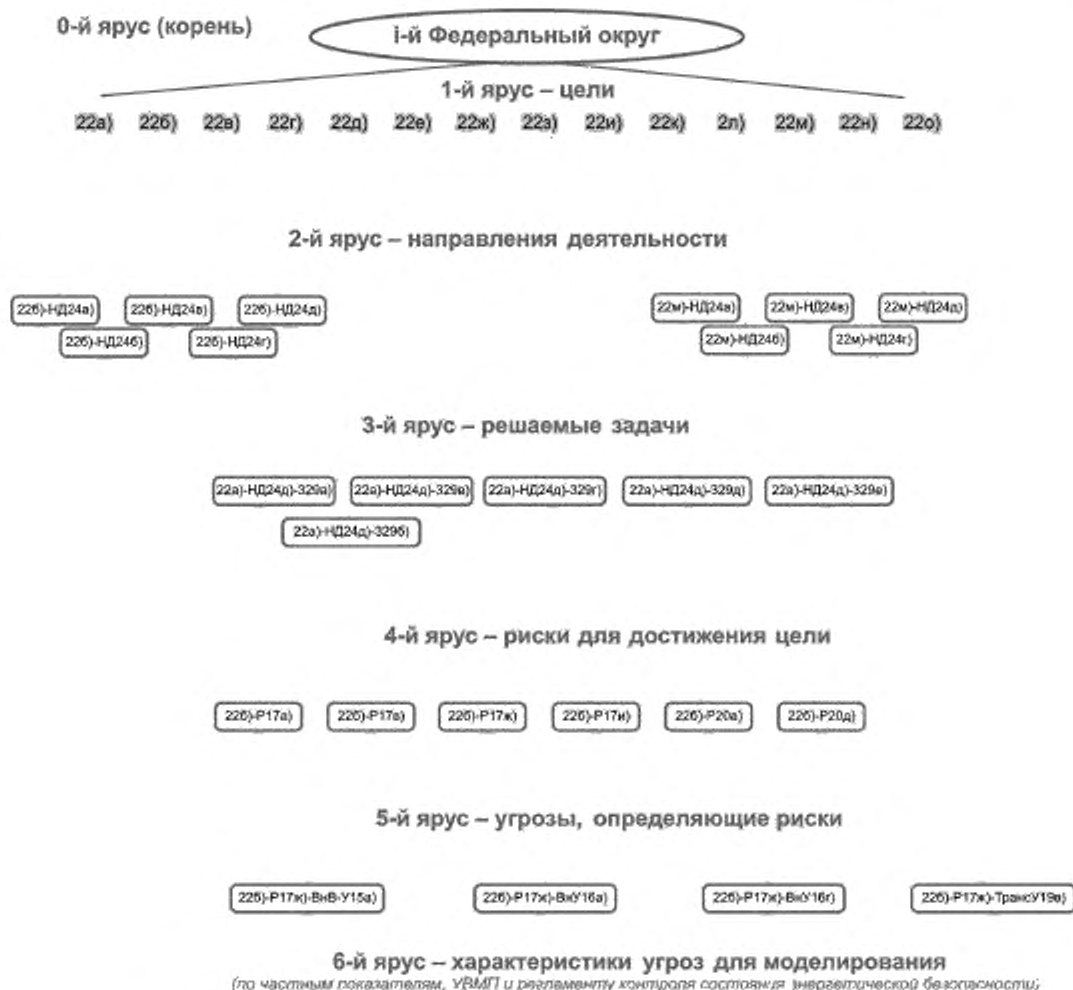 0-й ярус (корень)
i-й Федеральный округ
1-й ярус – цели
22а) 22б) 22в) 22г) 22д) 22е) 22ж) 22з) 22и) 22к) 2л) 22м) 22н) 22о)
2-й ярус – направления деятельности
22б)-НД24а) 22б)-НД24в) 22б)-НД24д) 22м)-НД24а) 22м)-НД24в) 22м)-НД24д)
22б)-НД24б) 22б)-НД24г) 22м)-НД24б) 22м)-НД24г)
3-й ярус – решаемые задачи
22а)-НД24д)-329а) 22а)-НД24д)-329в) 22а)-НД24д)-329г) 22а)-НД24д)-329д) 22а)-НД24д)-329е)
22а)-НД24д)-329б)
4-й ярус – риски для достижения цели
22б)-Р17а) 22б)-Р17в) 22б)-Р17ж) 22б)-Р17и) 22б)-Р20а) 22б)-Р20д)
5-й ярус – угрозы, определяющие риски
22б)-Р17ж)-ВнВ-У15а) 22б)-Р17ж)-ВнУ16а) 22б)-Р17ж)-ВнУ16г) 22б)-Р17ж)-ТрансУ19в)
6-й ярус – характеристики угроз для моделирования
(по частным показателям, УВМП и регламенту контроля состояния энергетической безопасности;